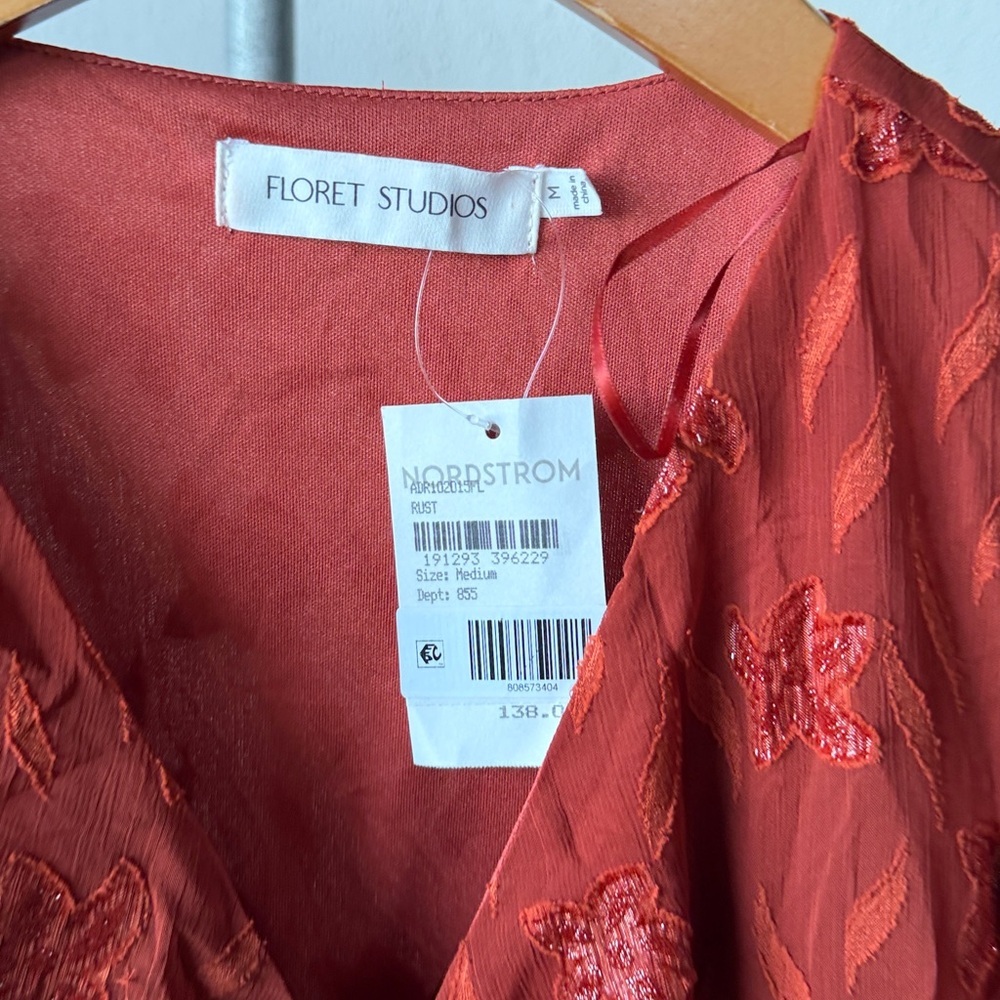 FLORET STUDIOS
M
made in
china
NORDSTROM
ADR102015FL
RUST
191293 396229
Size: Medium
Dept: 855
808573404
138.0